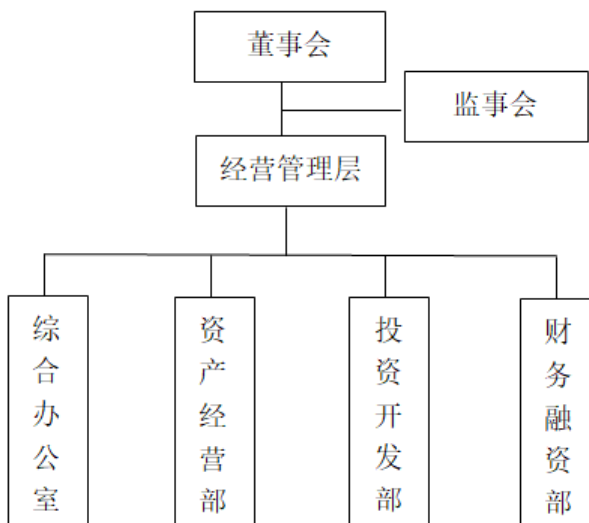 董事会
监事会
经营管理层
综合办公室
资产经营部
投资开发部
财务融资部